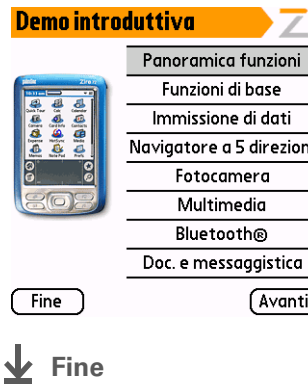 Demo introduttiva
Z
Panoramica funzioni
Funzioni di base
Immissione di dati
Navigatore a 5 direzion
Fotocamera
Multimedia
Bluetooth®
Doc. e messaggistica
Fine
Avanti
Fine